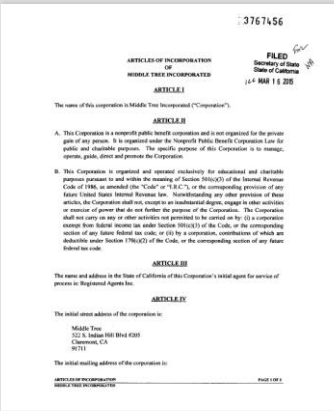 3767456
FILED
Secretary of State
State of California
MAR 16 2015
ARTICLES OF INCORPORATION
OF
MIDDLE TREE INCORPORATED
ARTICLE I
The name of this corporation is Middle Tree Incorporated ("Corporation").
ARTICLE II
A. This Corporation is a nonprofit public benefit corporation and is not organized for the private
gain of any person. It is organized under the Nonprofit Public Benefit Corporation Law for
public and charitable purposes. The specific purpose of this Corporation is to manage,
operate, guide, direct and promote the Corporation.
B. This Corporation is organized and operated exclusively for educational and charitable
purposes pursuant to and within the meaning of Section 501(c)(3) of the Internal Revenue
Code of 1986, as amended (the "Code" or "I.R.C."), or the corresponding provision of any
future United States Internal Revenue Law. Notwithstanding any other provision of these
articles, the Corporation shall not, except to an insubstantial degree, engage in other activities
or exercise of power that do not further the purpose of the Corporation. The Corporation
shall not carry on any or other activities not permitted to be carried on by: (i) a corporation
exempt from federal income tax under Section 501(c)(3) of the Code, or the corresponding
section of any future federal tax code; or (ii) by a corporation, contributions of which are
deductible under Section 170(c)(2) of the Code, or the corresponding section of any future
federal tax code.
ARTICLE III
The name and address in the State of California of this Corporation's initial agent for service of
process is: Registered Agents Inc.
ARTICLE IV
The initial street address of the corporation is:
Middle Tree
522 S. Indian Hill Blvd #203
Claremont, CA
91711
The initial mailing address of the corporation is:
ARTICLES OF INCORPORATION PAGE 1 OF 3
MIDDLE TREE INCORPORATED